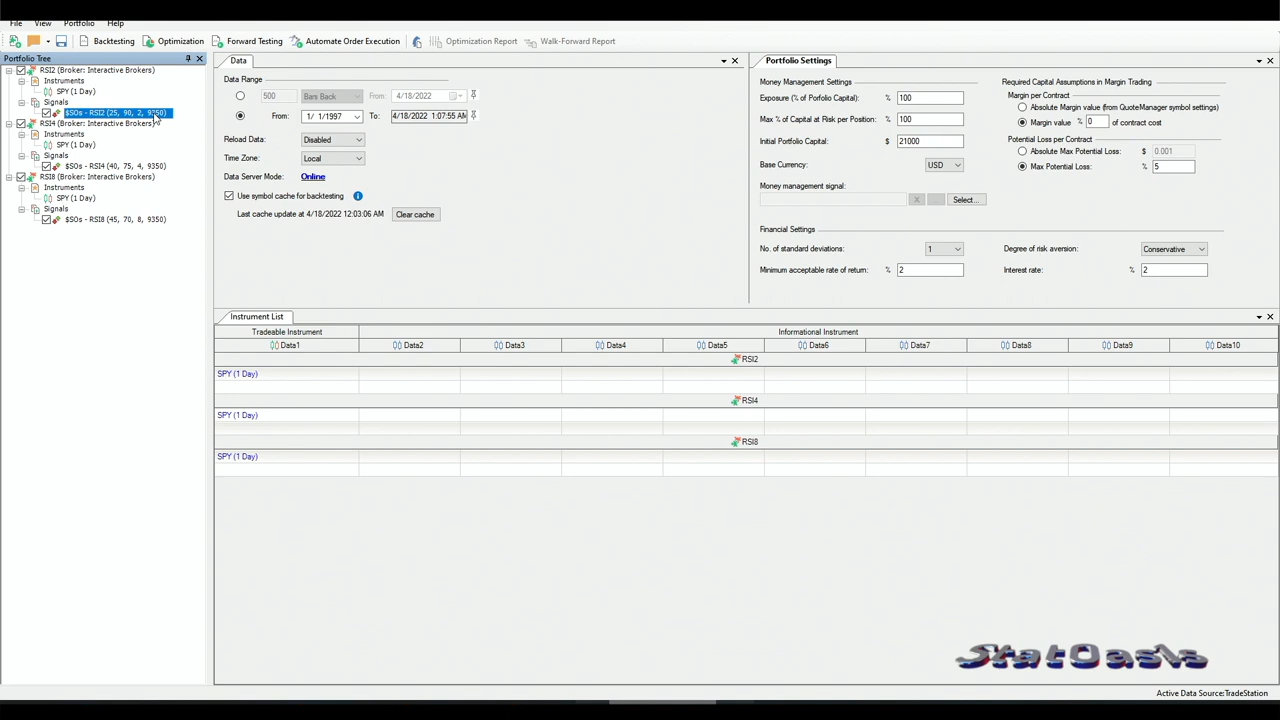 File View Portfolio Help
Backtesting Optimization Forward Testing Automate Order Execution Optimization Report Walk-Forward Report
Portfolio Tree
RSI2 (Broker: Interactive Brokers)
Instruments
SPY (1 Day)
Signals
$SOs - RSI2 (25, 90, 2, 9350)
RSI4 (Broker: Interactive Brokers)
Instruments
SPY (1 Day)
Signals
$SOs - RSI4 (40, 75, 4, 9350)
RSI8 (Broker: Interactive Brokers)
Instruments
SPY (1 Day)
Signals
$SOs - RSI8 (45, 70, 8, 9350)
Data
Data Range
500 Bars Back From: 4/18/2022
From: 1/ 1/1997 To: 4/18/2022 1:07:55 AM
Reload Data: Disabled
Time Zone: Local
Data Server Mode: Online
Use symbol cache for backtesting
Last cache update at 4/18/2022 12:03:06 AM Clear cache
Portfolio Settings
Money Management Settings
Exposure (% of Porfolio Capital): % 100
Max % of Capital at Risk per Position: % 100
Initial Portfolio Capital: $ 21000
Base Currency: USD
Money management signal:
X ... Select...
Required Capital Assumptions in Margin Trading
Margin per Contract
Absolute Margin value (from QuoteManager symbol settings)
Margin value % 0 of contract cost
Potential Loss per Contract
Absolute Max Potential Loss: $ 0.001
Max Potential Loss: % 5
Financial Settings
No. of standard deviations: 1 Degree of risk aversion: Conservative
Minimum acceptable rate of return: % 2 Interest rate: % 2
Instrument List
Tradeable Instrument Informational Instrument
Data1 Data2 Data3 Data4 Data5 Data6 Data7 Data8 Data9 Data10
RSI2
SPY (1 Day)
RSI4
SPY (1 Day)
RSI8
SPY (1 Day)
StatOasis
Active Data Source:TradeStation